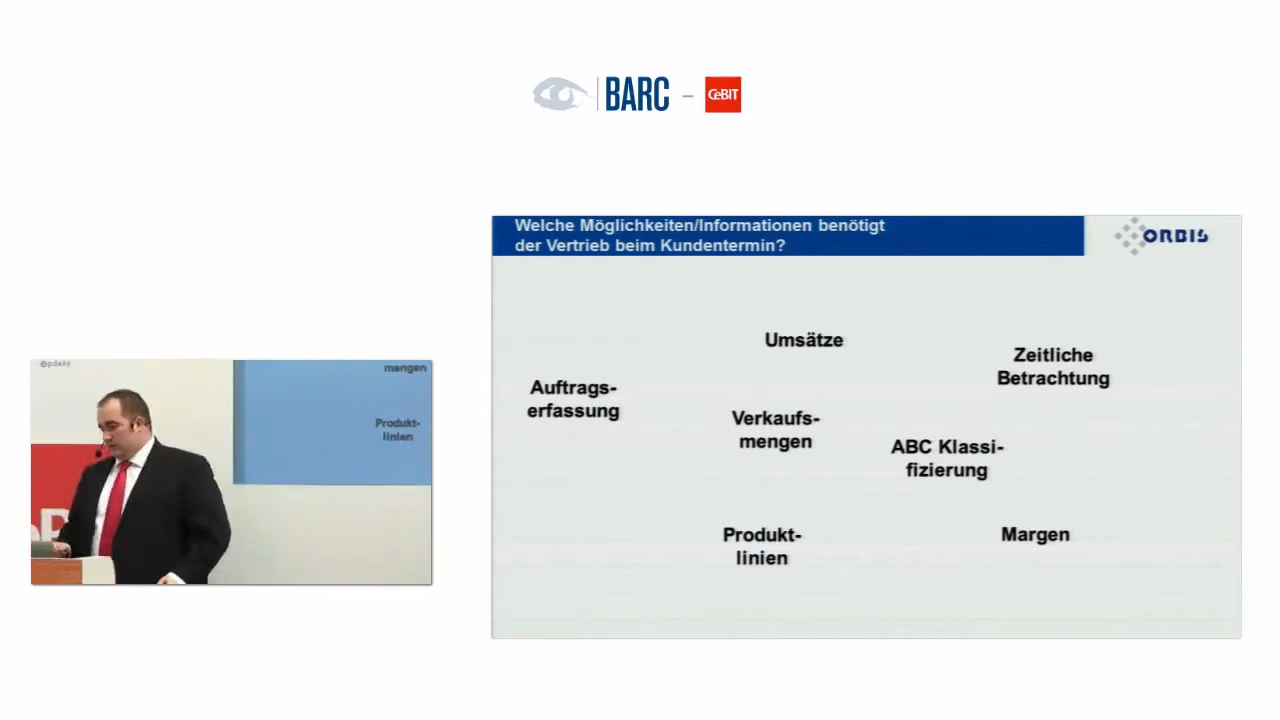 BARC – CeBIT
Welche Möglichkeiten/Informationen benötigt
der Vertrieb beim Kundentermin?
ORBIS
Umsätze
Zeitliche
Betrachtung
Auftrags-
erfassung
Verkaufs-
mengen
ABC Klassi-
fizierung
Produkt-
linien
Margen
mengen
Produkt-
linien